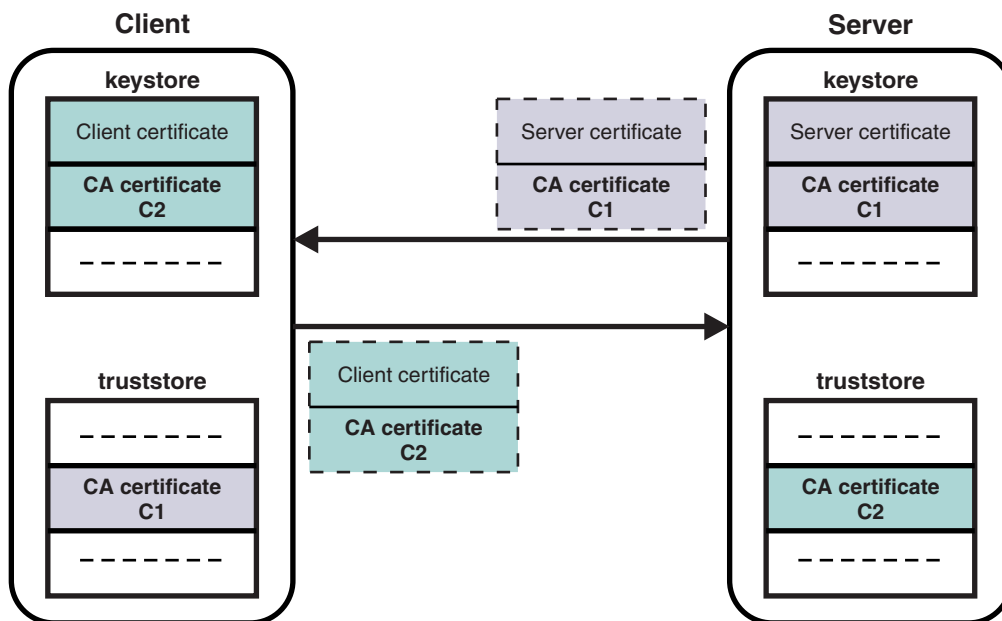 Client
keystore
Client certificate
CA certificate
C2
truststore
CA certificate
C1
Server certificate
CA certificate
C1
Client certificate
CA certificate
C2
Server
keystore
Server certificate
CA certificate
C1
truststore
CA certificate
C2